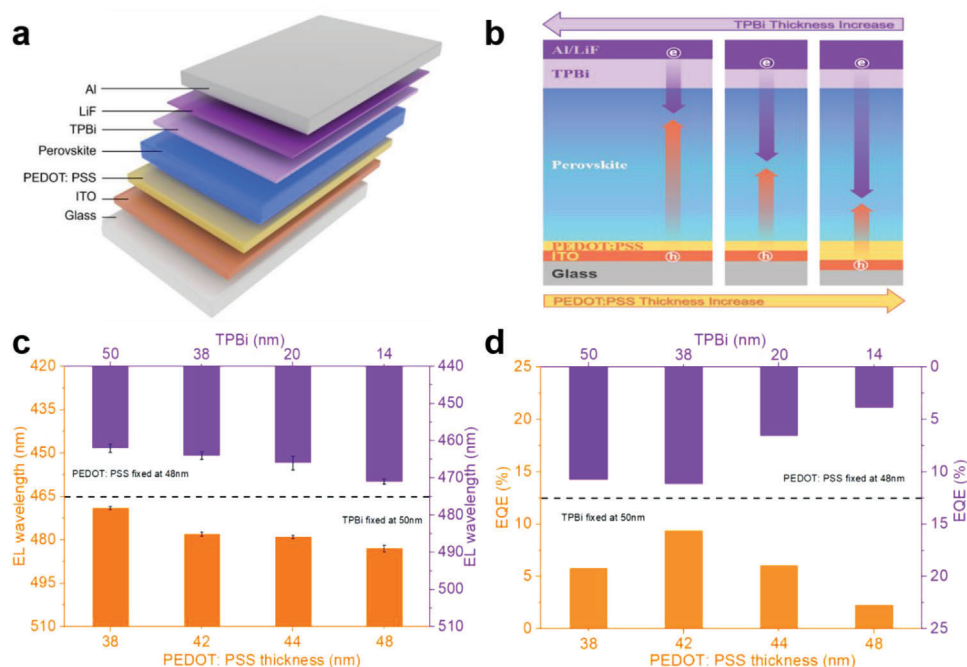 a
Al
LiF
TPBi
Perovskite
PEDOT: PSS
ITO
Glass
b
TPBi Thickness Increase
Al/LiF
e
e
e
TPBi
Perovskite
PEDOT:PSS
ITO
h
h
h
Glass
PEDOT:PSS Thickness Increase
c
TPBi (nm)
50 38 20 14
420
435
450
465
480
495
510
EL wavelength (nm)
440
450
460
470
480
490
500
510
EL wavelength (nm)
PEDOT: PSS fixed at 48nm
TPBi fixed at 50nm
38 42 44 48
PEDOT: PSS thickness (nm)
d
TPBi (nm)
50 38 20 14
25
20
15
10
5
0
EQE (%)
0
5
10
15
20
25
EQE (%)
PEDOT: PSS fixed at 48nm
TPBi fixed at 50nm
38 42 44 48
PEDOT: PSS thickness (nm)